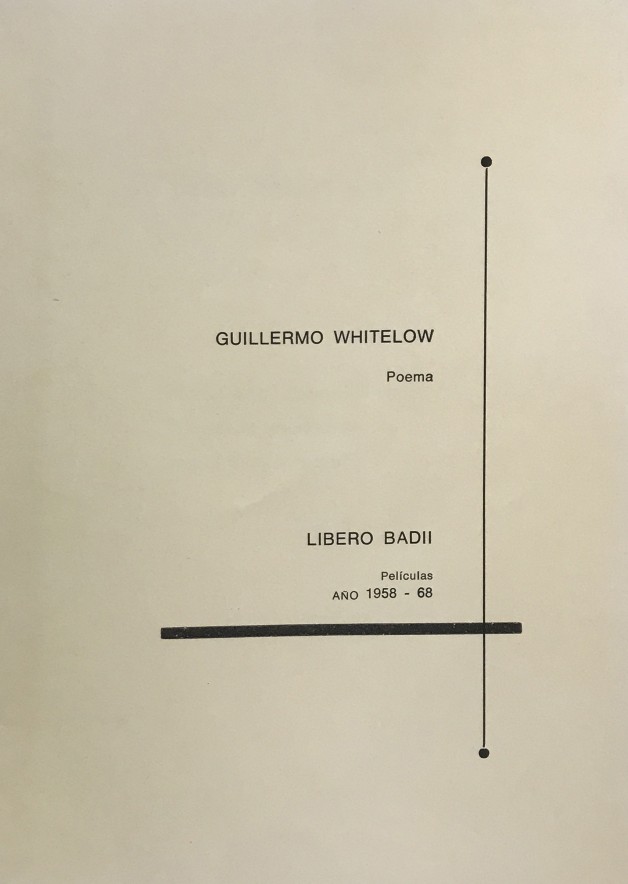 GUILLERMO WHITELOW
Poema
LIBERO BADII
Películas
AÑO 1958 - 68